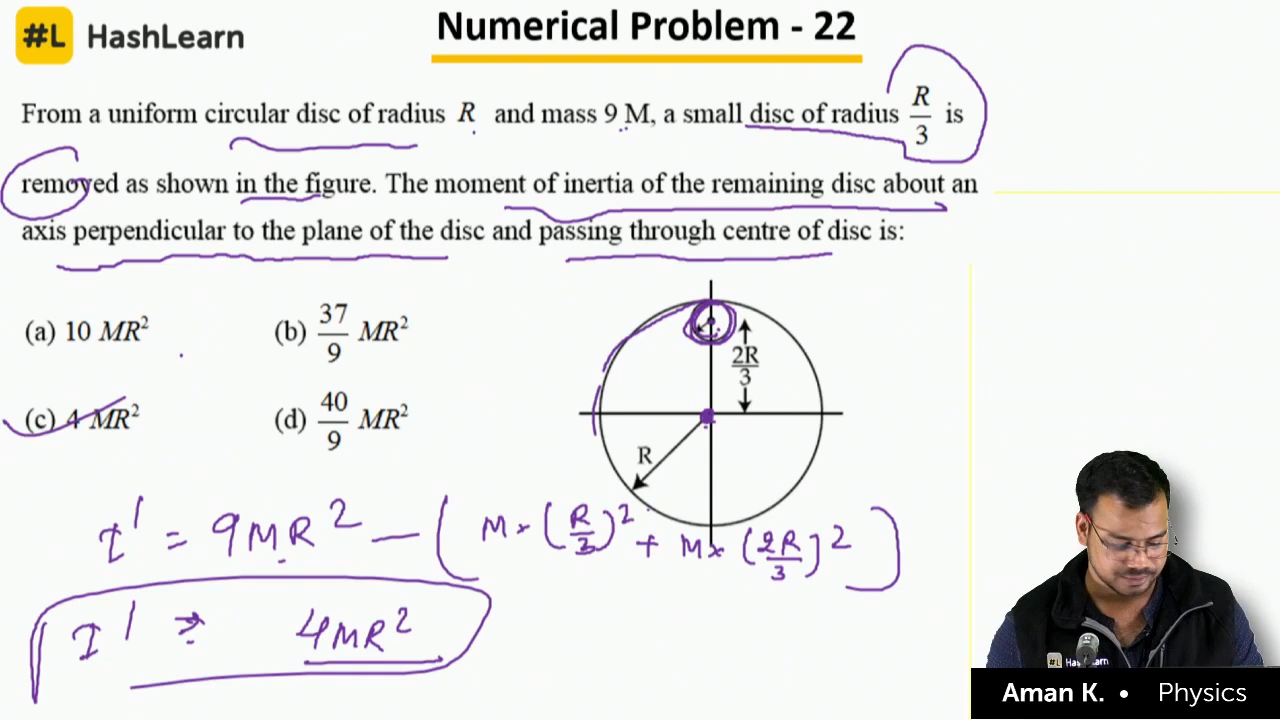 #L HashLearn
Numerical Problem - 22
From a uniform circular disc of radius R and mass 9 M, a small disc of radius R/3 is
removed as shown in the figure. The moment of inertia of the remaining disc about an
axis perpendicular to the plane of the disc and passing through centre of disc is:
(a) 10 MR² (b) 37/9 MR²
(c) 4 MR² (d) 40/9 MR²
2R/3
R
I' = 9MR² - ( M × (R/3)² + M × (2R/3)² )
I' ⇒ 4MR²
#L HashLearn
Aman K. • Physics